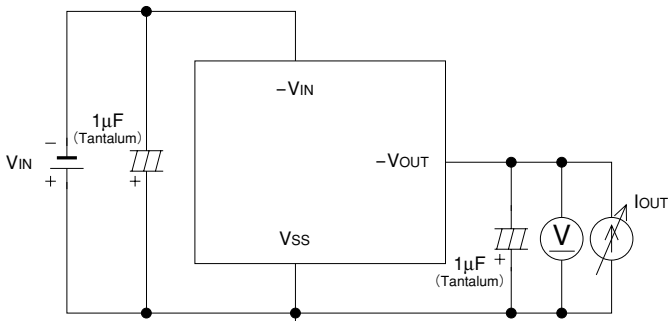 −VIN
1μF
(Tantalum)
−
VIN
+
+
−VOUT
IOUT
VSS
1μF
(Tantalum)
+
V